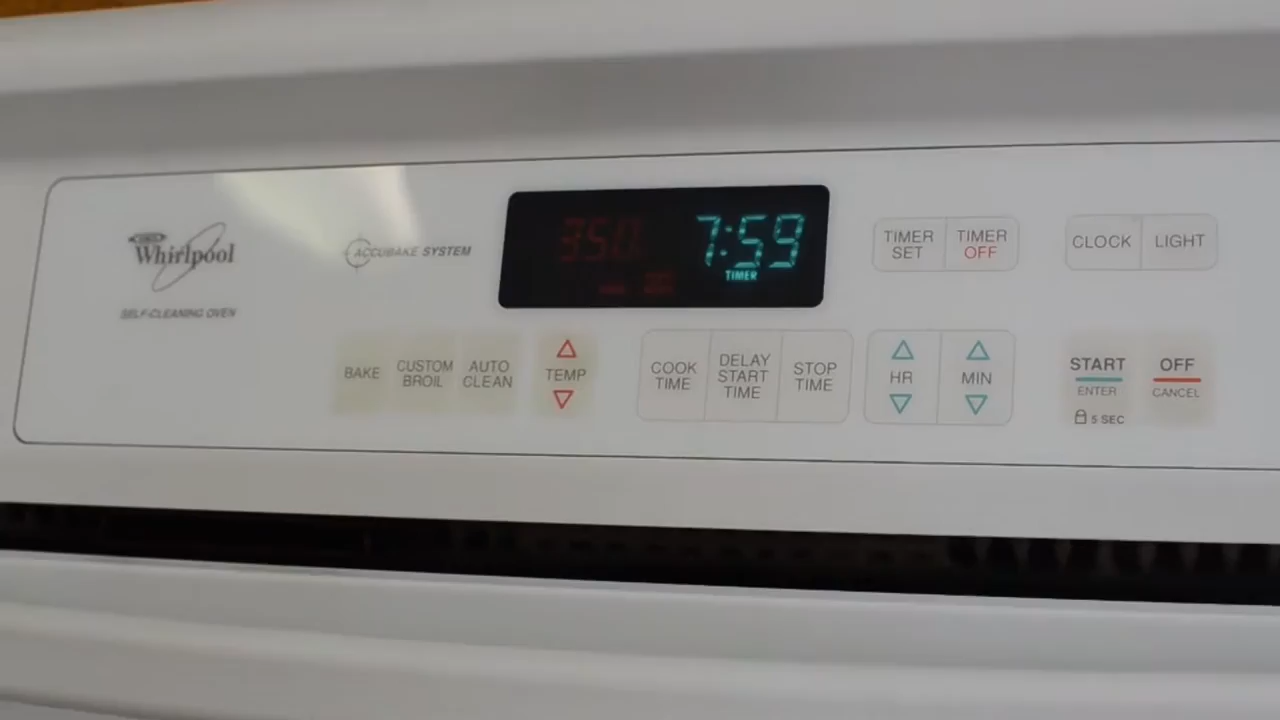 Whirlpool
SELF-CLEANING OVEN
ACCUBAKE SYSTEM
350°
7:59
TIMER
TIMER SET
TIMER OFF
CLOCK
LIGHT
BAKE
CUSTOM BROIL
AUTO CLEAN
TEMP
COOK TIME
DELAY START TIME
STOP TIME
HR
MIN
START
ENTER
5 SEC
OFF
CANCEL